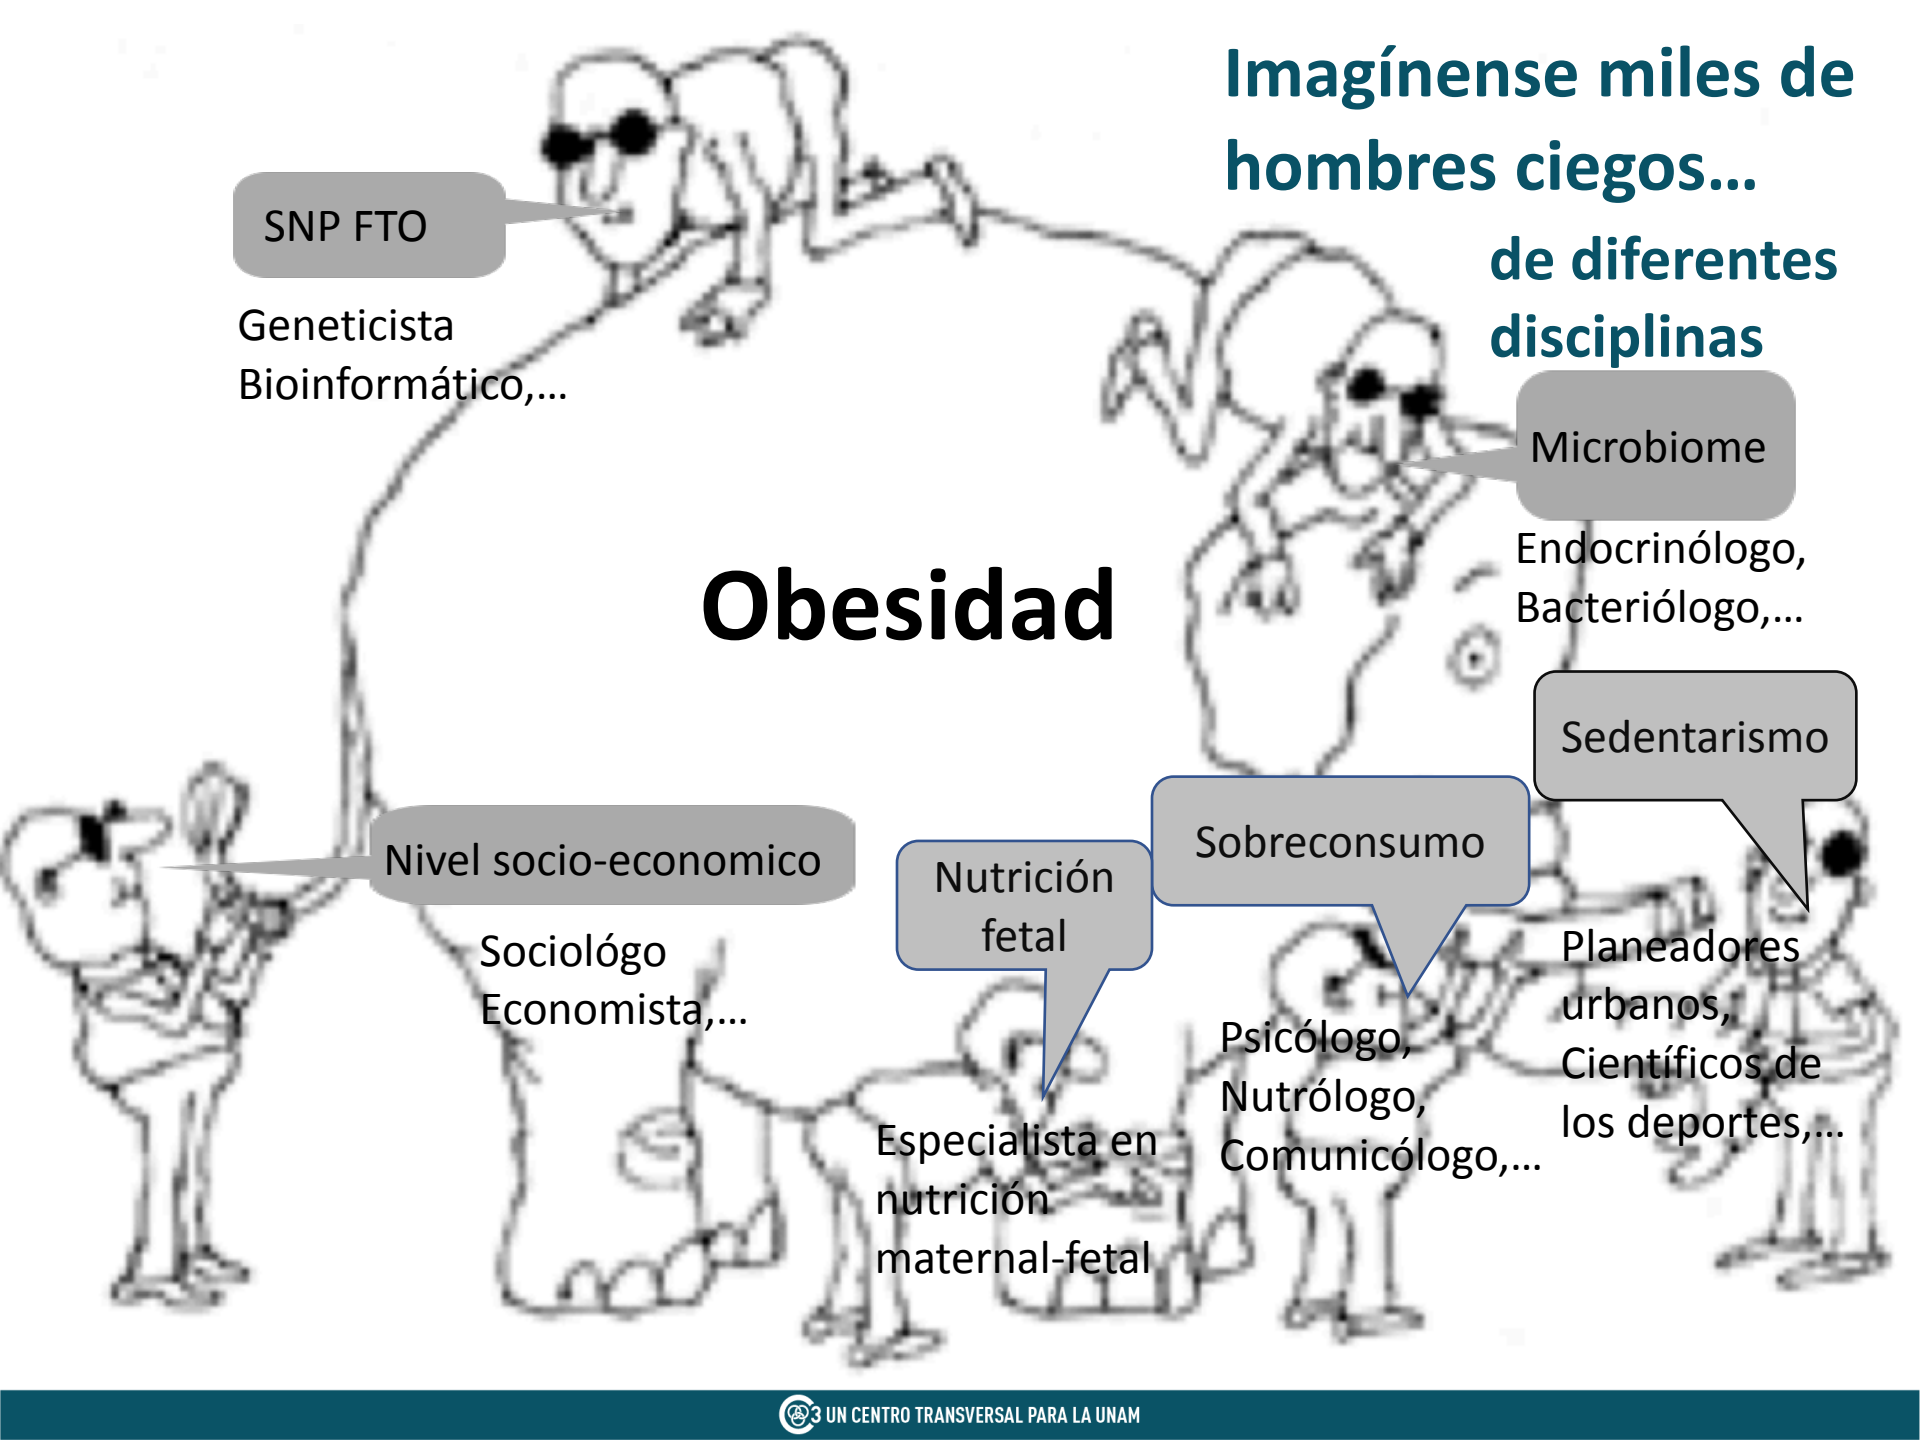 Imagínense miles de
hombres ciegos...
de diferentes
disciplinas
SNP FTO
Geneticista
Bioinformático,...
Microbiome
Endocrinólogo,
Bacteriólogo,...
Obesidad
Sedentarismo
Planeadores
urbanos,
Científicos de
los deportes,...
Sobreconsumo
Psicólogo,
Nutrólogo,
Comunicólogo,...
Nutrición
fetal
Especialista en
nutrición
maternal-fetal
Nivel socio-economico
Sociológo
Economista,...
C3 UN CENTRO TRANSVERSAL PARA LA UNAM